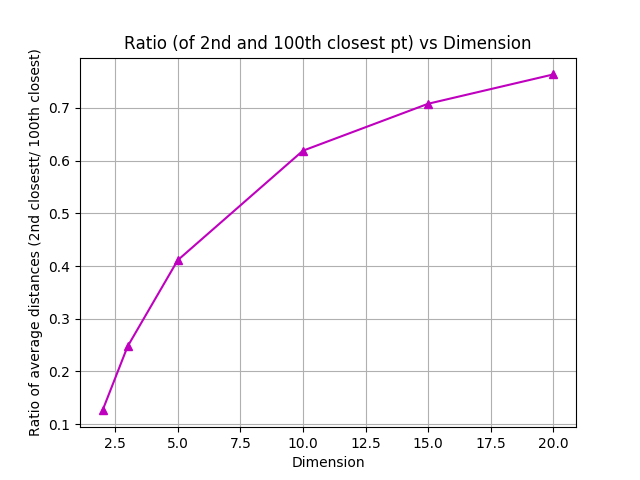 Ratio (of 2nd and 100th closest pt) vs Dimension
Ratio of average distances (2nd closestt/ 100th closest)
0.7
0.6
0.5
0.4
0.3
0.2
0.1
2.5 5.0 7.5 10.0 12.5 15.0 17.5 20.0
Dimension